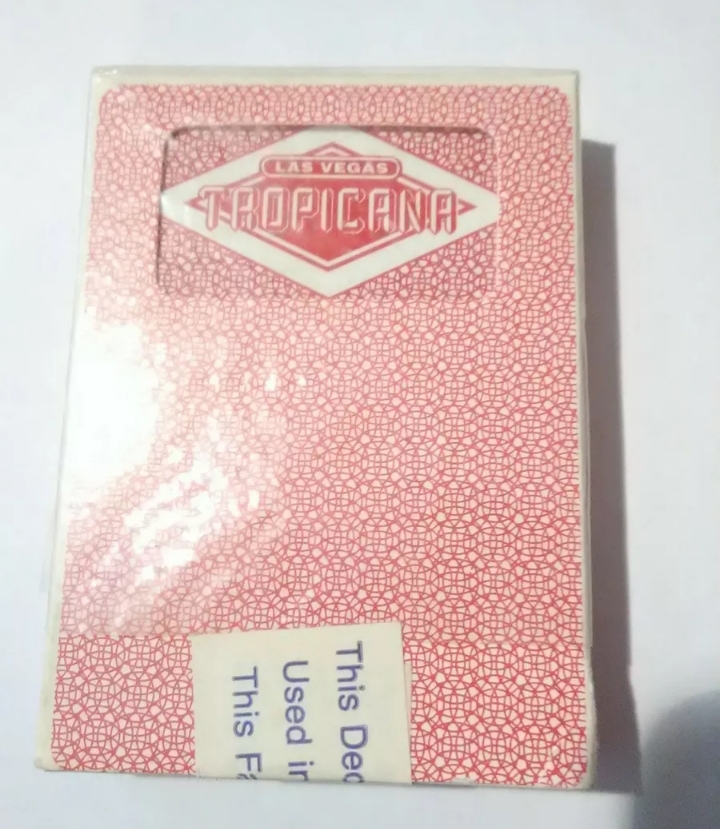 LAS VEGAS
TROPICANA
This Dec
Used in
This Fa